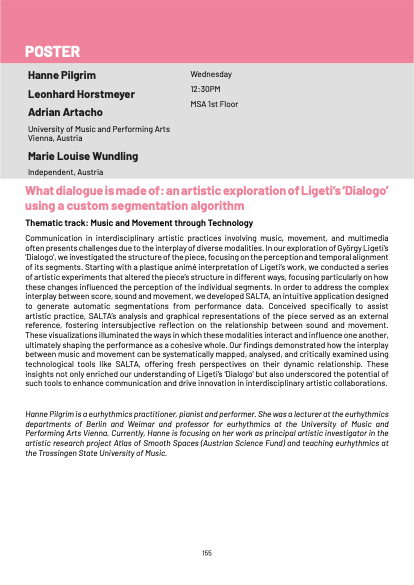 POSTER
Hanne Pilgrim
Leonhard Horstmeyer
Adrian Artacho
University of Music and Performing Arts
Vienna, Austria
Marie Louise Wundling
Independent, Austria
Wednesday
12:30PM
MSA 1st Floor
What dialogue is made of: an artistic exploration of Ligeti's 'Dialogo'
using a custom segmentation algorithm
Thematic track: Music and Movement through Technology
Communication in interdisciplinary artistic practices involving music, movement, and multimedia
often presents challenges due to the interplay of diverse modalities. In our exploration of György Ligeti's
'Dialogo', we investigated the structure of the piece, focusing on the perception and temporal alignment
of its segments. Starting with a plastique animé interpretation of Ligeti's work, we conducted a series
of artistic experiments that altered the piece's structure in different ways, focusing particularly on how
these changes influenced the perception of the individual segments. In order to address the complex
interplay between score, sound and movement, we developed SALTA, an intuitive application designed
to generate automatic segmentations from performance data. Conceived specifically to assist
artistic practice, SALTA's analysis and graphical representations of the piece served as an external
reference, fostering intersubjective reflection on the relationship between sound and movement.
These visualizations illuminated the ways in which these modalities interact and influence one another,
ultimately shaping the performance as a cohesive whole. Our findings demonstrated how the interplay
between music and movement can be systematically mapped, analysed, and critically examined using
technological tools like SALTA, offering fresh perspectives on their dynamic relationship. These
insights not only enriched our understanding of Ligeti's 'Dialogo' but also underscored the potential of
such tools to enhance communication and drive innovation in interdisciplinary artistic collaborations.
Hanne Pilgrim is a eurhythmics practitioner, pianist and performer. She was a lecturer at the eurhythmics
departments of Berlin and Weimar and professor for eurhythmics at the University of Music and
Performing Arts Vienna. Currently, Hanne is focusing on her work as principal artistic investigator in the
artistic research project Atlas of Smooth Spaces (Austrian Science Fund) and teaching eurhythmics at
the Trossingen State University of Music.
155